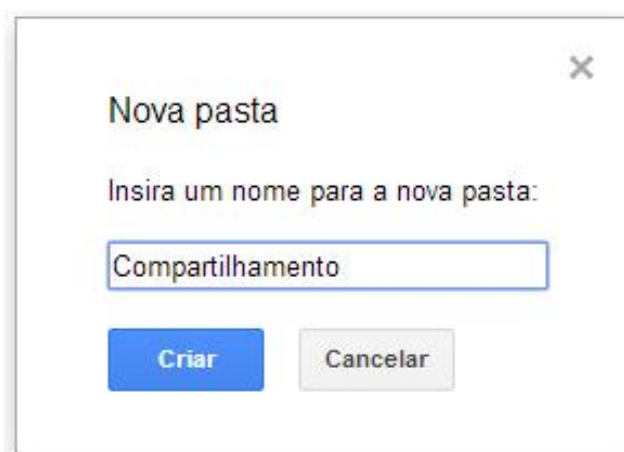 Nova pasta
Insira um nome para a nova pasta:
Compartilhamento
Criar Cancelar